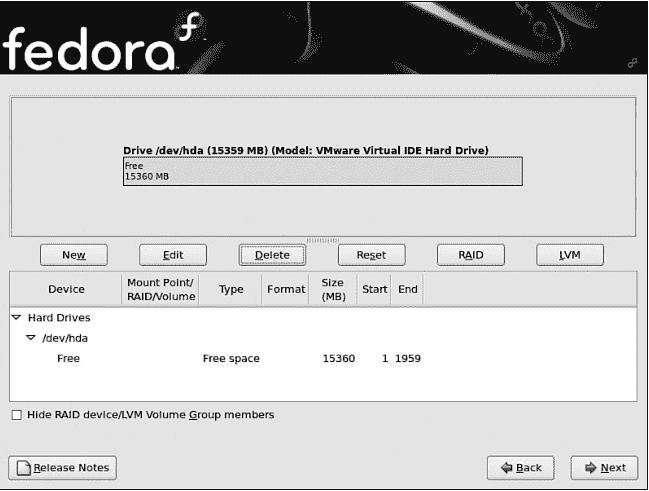 fedora
Drive /dev/hda (15359 MB) (Model: VMware Virtual IDE Hard Drive)
Free
15360 MB
New Edit Delete Reset RAID LVM
Device Mount Point/ RAID/Volume Type Format Size (MB) Start End
Hard Drives
/dev/hda
Free Free space 15360 1 1959
Hide RAID device/LVM Volume Group members
Release Notes Back Next